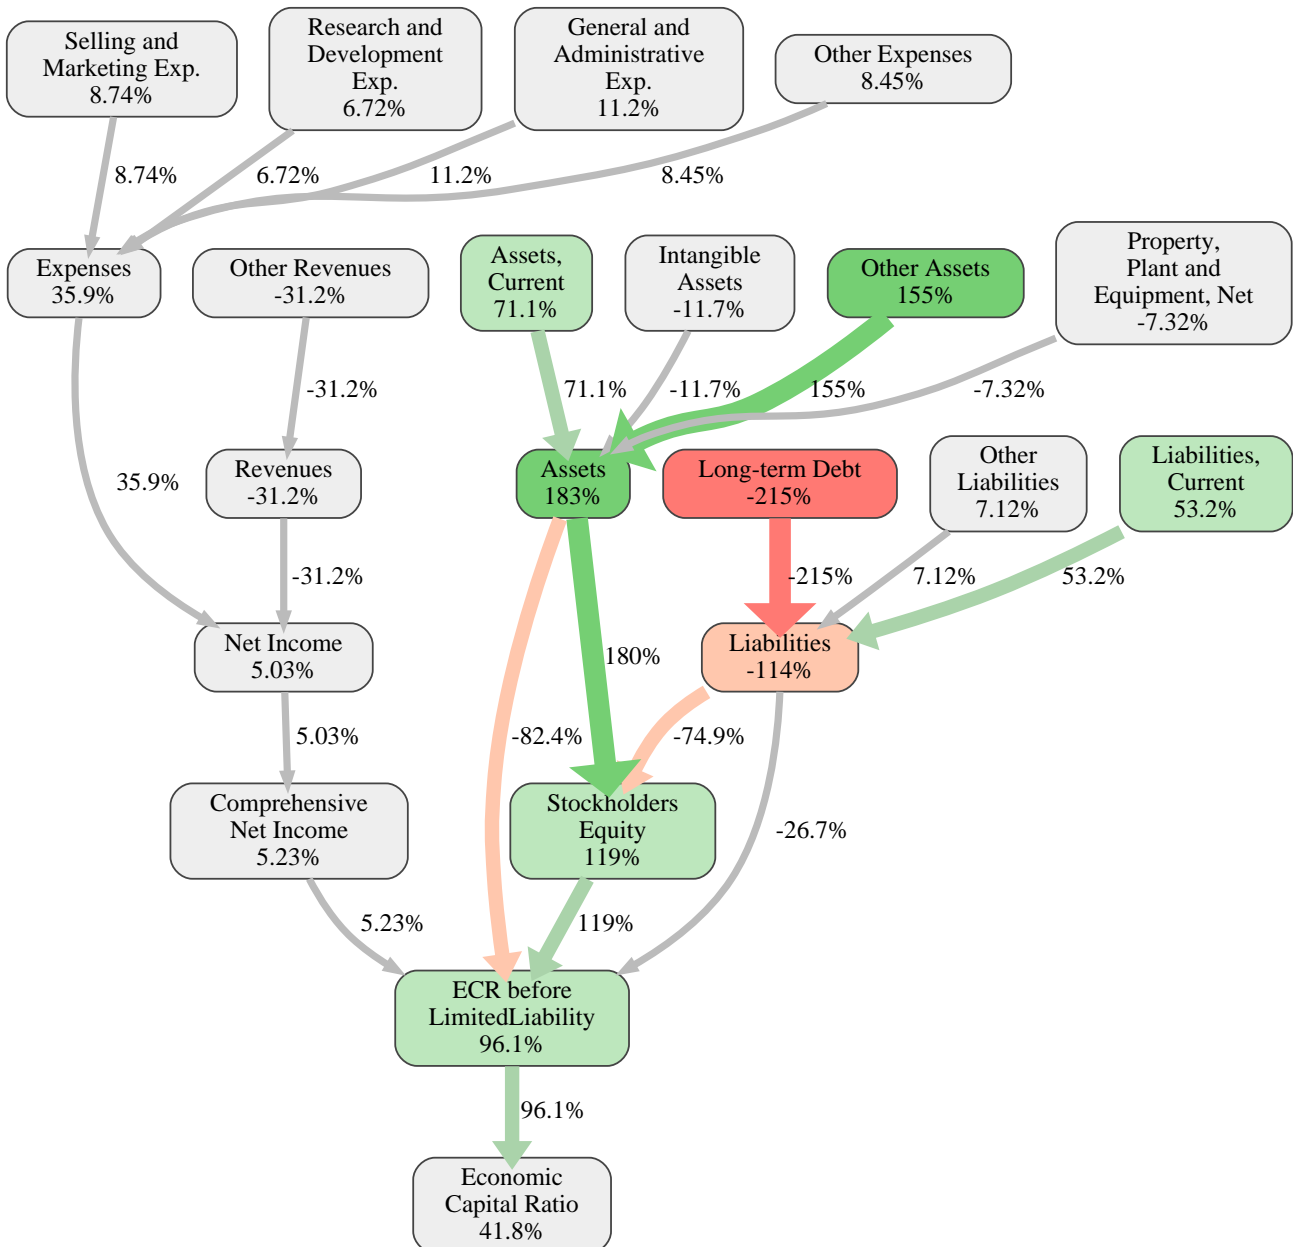 Selling and
Marketing Exp.
8.74%
Research and
Development
Exp.
6.72%
General and
Administrative
Exp.
11.2%
Other Expenses
8.45%
8.74%
6.72%
11.2%
8.45%
Expenses
35.9%
Other Revenues
-31.2%
Assets,
Current
71.1%
Intangible
Assets
-11.7%
Other Assets
155%
Property,
Plant and
Equipment, Net
-7.32%
-31.2%
71.1%
-11.7%
155%
-7.32%
35.9%
Revenues
-31.2%
Assets
183%
Long-term Debt
-215%
Other
Liabilities
7.12%
Liabilities,
Current
53.2%
-31.2%
-215%
7.12%
53.2%
Net Income
5.03%
180%
Liabilities
-114%
5.03%
-82.4%
-74.9%
Comprehensive
Net Income
5.23%
Stockholders
Equity
119%
-26.7%
5.23%
119%
ECR before
LimitedLiability
96.1%
96.1%
Economic
Capital Ratio
41.8%